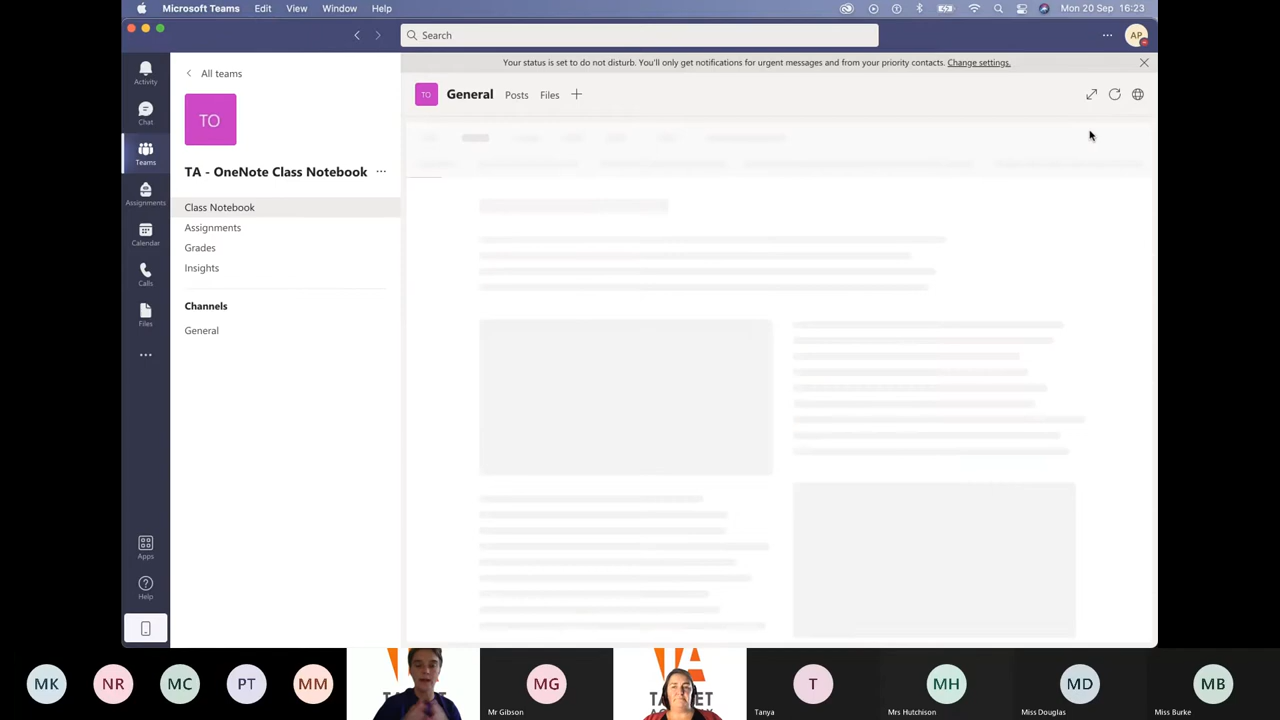 Microsoft Teams Edit View Window Help Mon 20 Sep 16:23
Search
AP
Your status is set to do not disturb. You'll only get notifications for urgent messages and from your priority contacts. Change settings.
Activity
Chat
Teams
Assignments
Calendar
Calls
Files
Apps
Help
All teams
TO
TA - OneNote Class Notebook ...
Class Notebook
Assignments
Grades
Insights
Channels
General
TO General Posts Files
MK
NR
MC
PT
MM
MG
Mr Gibson
T
Tanya
MH
Mrs Hutchison
MD
Miss Douglas
MB
Miss Burke